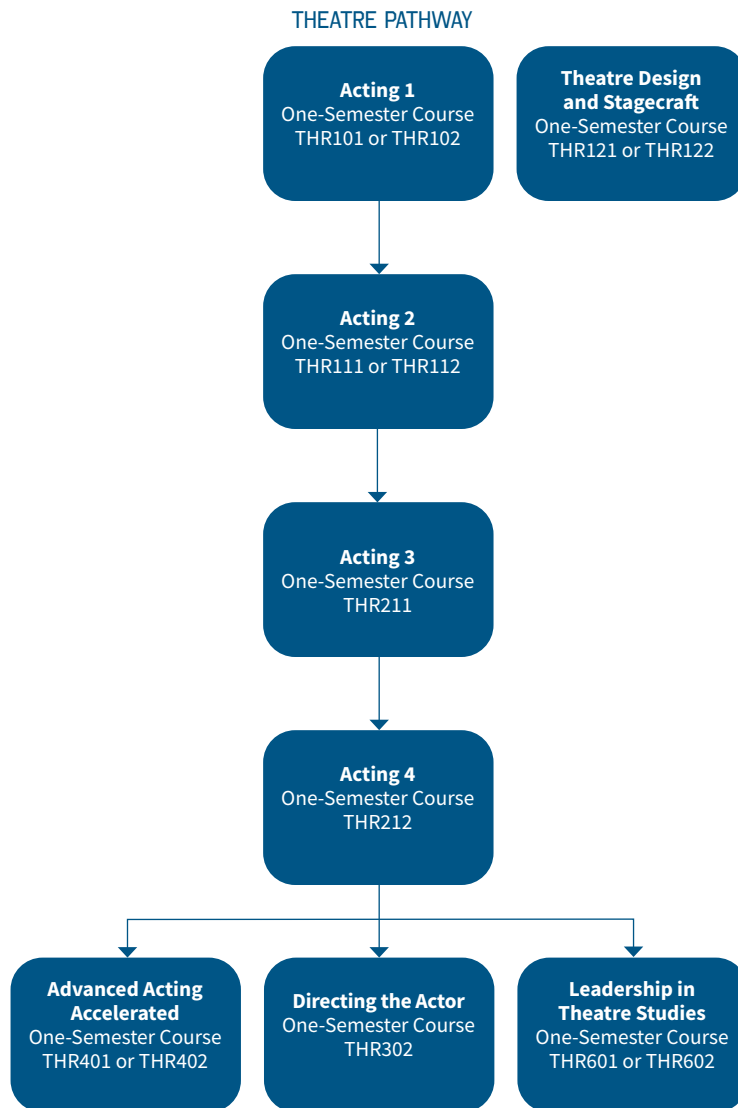 THEATRE PATHWAY
Acting 1
One-Semester Course
THR101 or THR102
Theatre Design
and Stagecraft
One-Semester Course
THR121 or THR122
Acting 2
One-Semester Course
THR111 or THR112
Acting 3
One-Semester Course
THR211
Acting 4
One-Semester Course
THR212
Advanced Acting
Accelerated
One-Semester Course
THR401 or THR402
Directing the Actor
One-Semester Course
THR302
Leadership in
Theatre Studies
One-Semester Course
THR601 or THR602